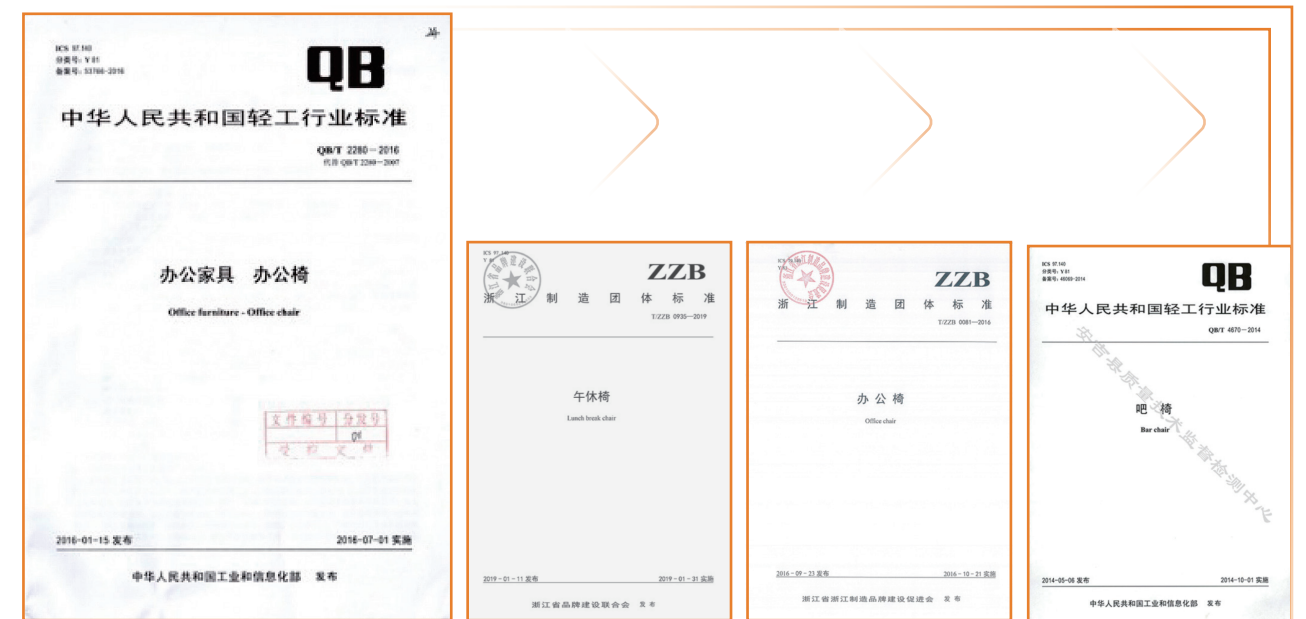 ICS 97.140
分类号：Y 81
备案号：53766-2016
QB
中华人民共和国轻工行业标准
QB/T 2280－2016
代替 QB/T 2280－2007
办公家具 办公椅
Office furniture - Office chair
文件编号 分发号
01
受控文件
2016-01-15 发布 2016-07-01 实施
中华人民共和国工业和信息化部 发布
ICS 97.140
ZZB
浙江制造团体标准
T/ZZB 0935—2019
午休椅
Lunch break chair
2019－01－11 发布 2019－01－31 实施
浙江省品牌建设联合会 发布
ZZB
浙江制造团体标准
T/ZZB 0081—2016
办公椅
Office chair
2016－09－23 发布 2016－10－21 实施
浙江省浙江制造品牌建设促进会 发布
ICS 97.140
分类号：Y 81
备案号：46069-2014
QB
中华人民共和国轻工行业标准
QB/T 4670－2014
吧椅
Bar chair
安吉县质量技术监督检测中心
2014-05-06 发布 2014-10-01 实施
中华人民共和国工业和信息化部 发布